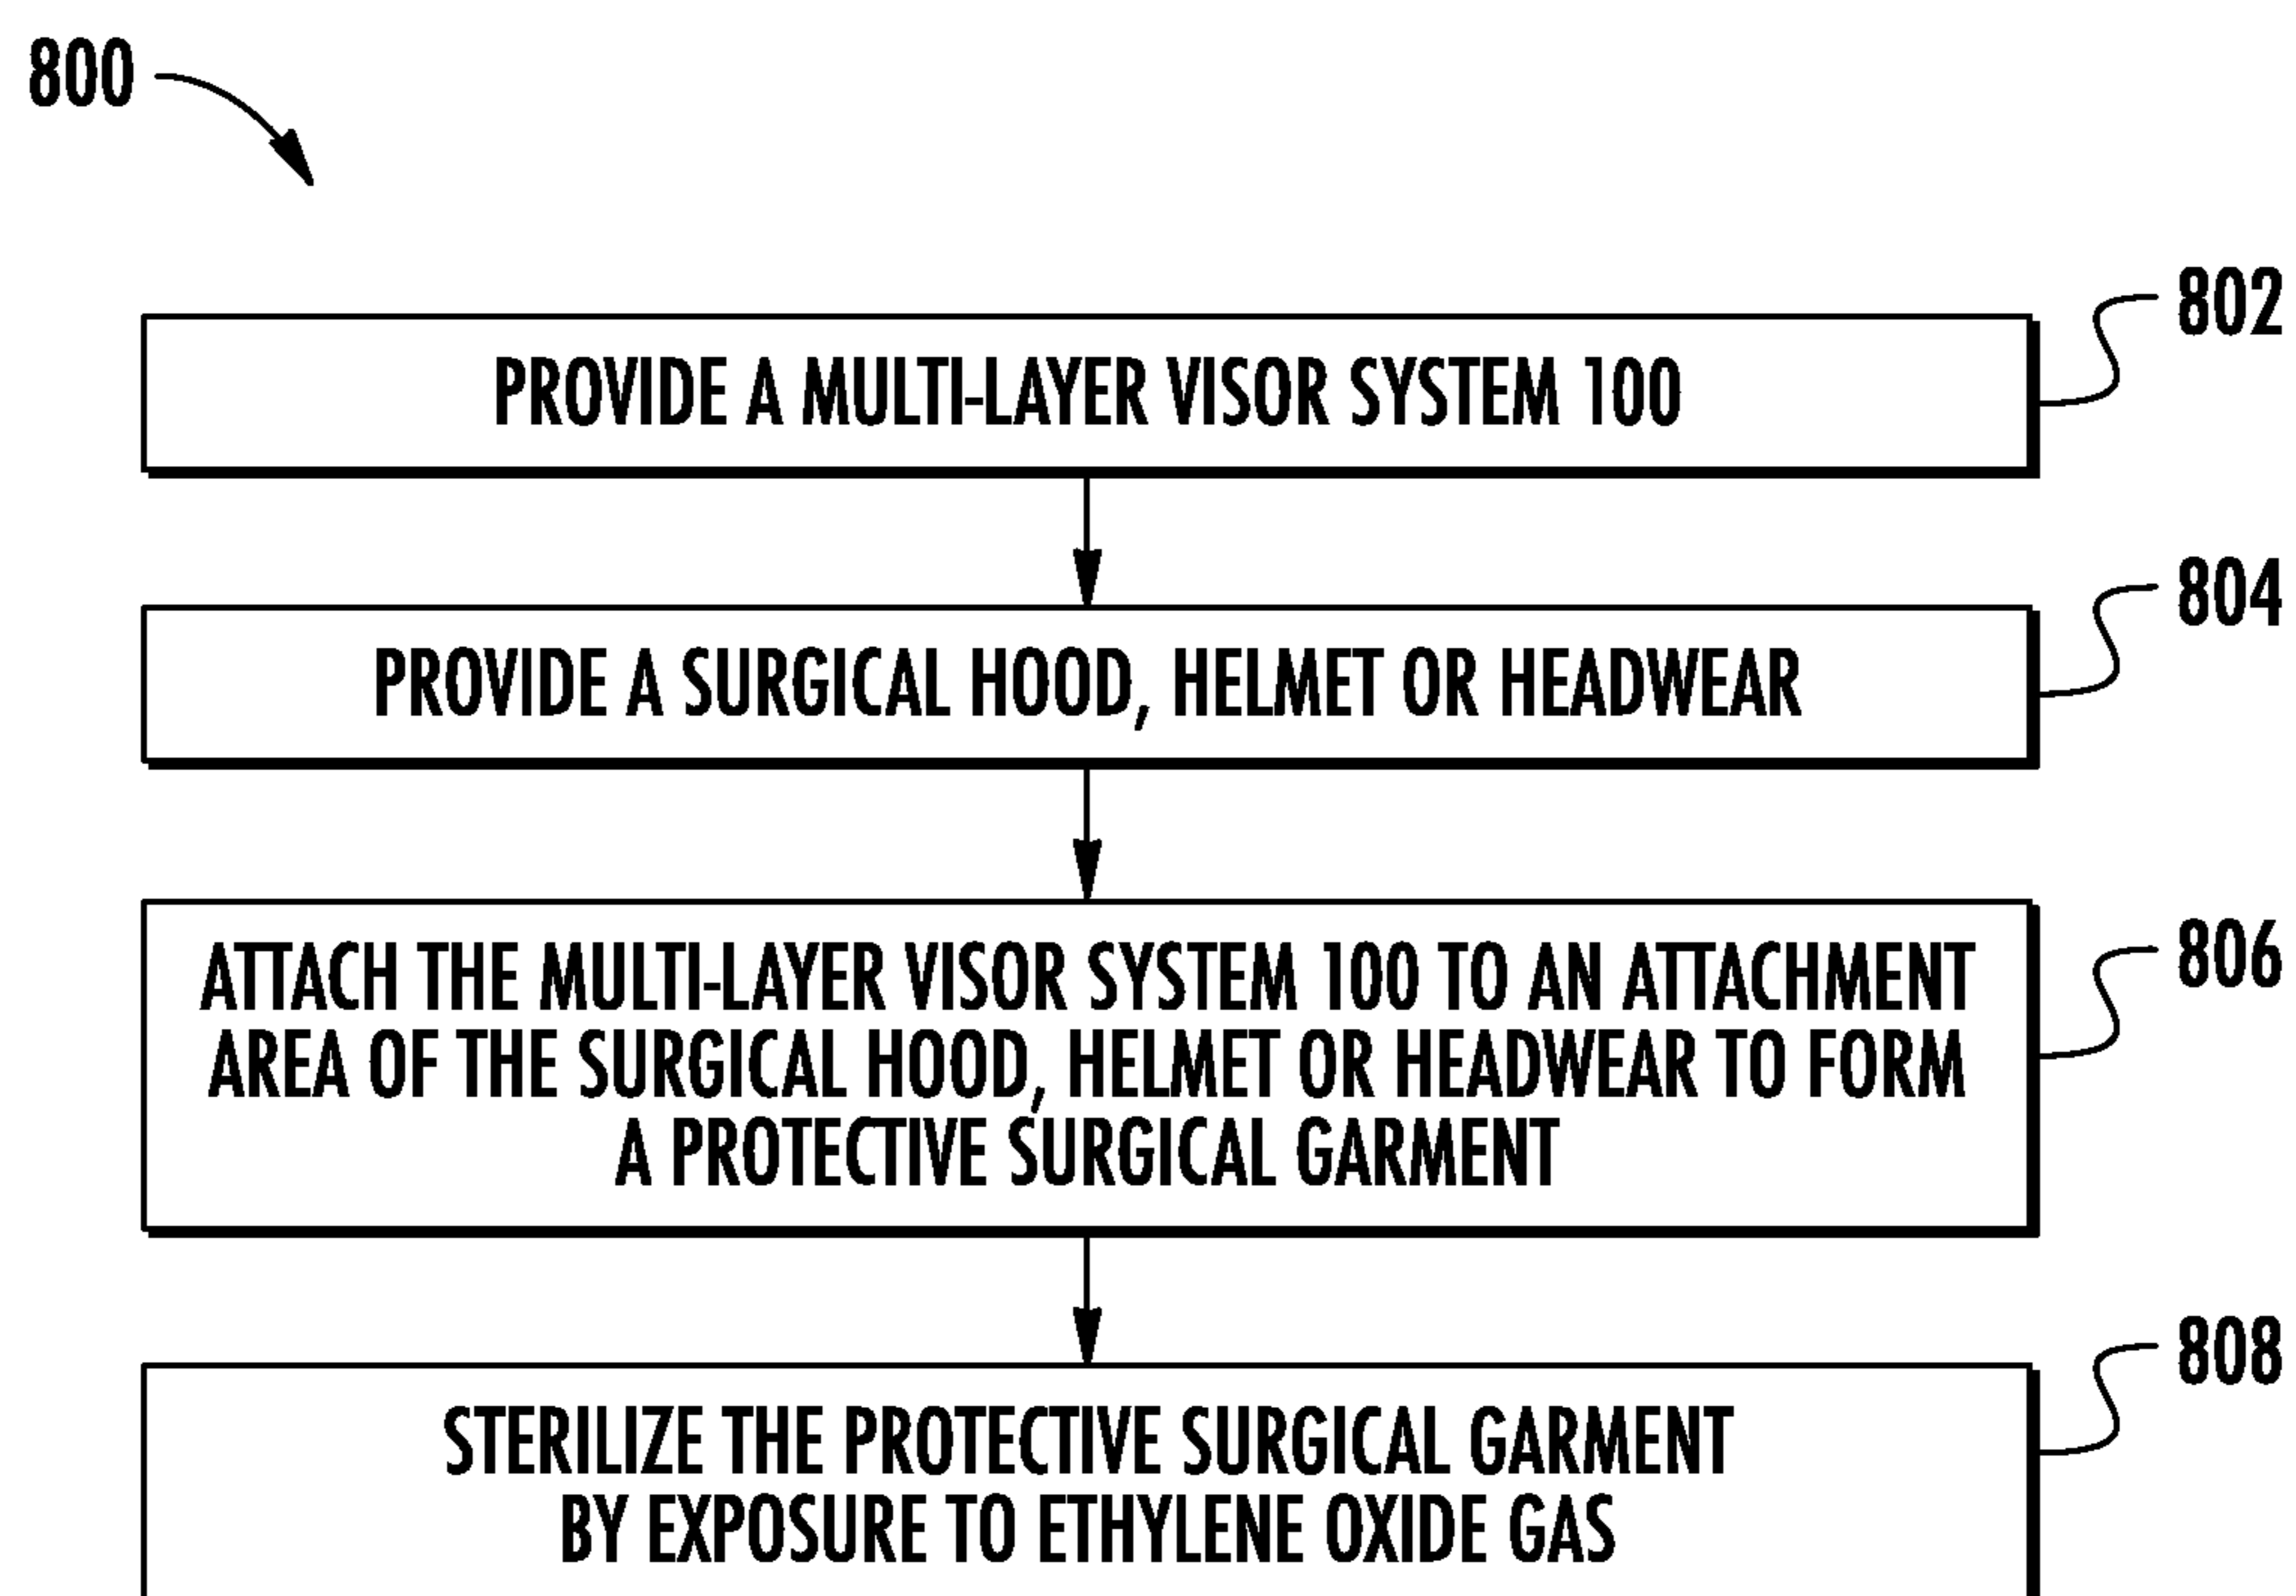 800
802
PROVIDE A MULTI-LAYER VISOR SYSTEM 100
804
PROVIDE A SURGICAL HOOD, HELMET OR HEADWEAR
806
ATTACH THE MULTI-LAYER VISOR SYSTEM 100 TO AN ATTACHMENT
AREA OF THE SURGICAL HOOD, HELMET OR HEADWEAR TO FORM
A PROTECTIVE SURGICAL GARMENT
808
STERILIZE THE PROTECTIVE SURGICAL GARMENT
BY EXPOSURE TO ETHYLENE OXIDE GAS